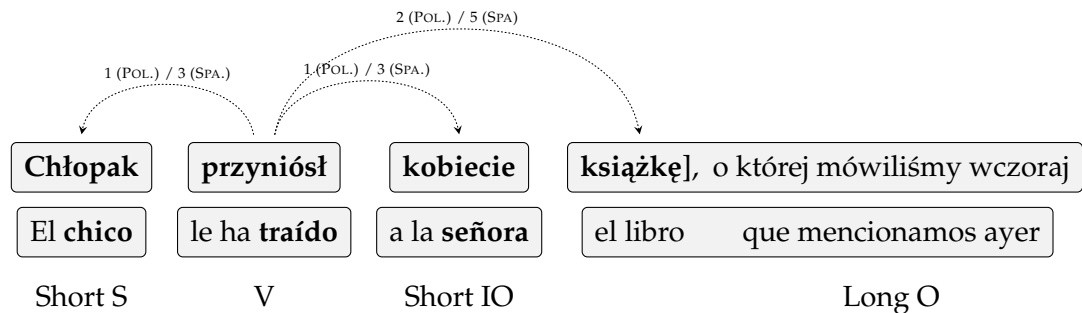 2 (POL.) / 5 (SPA)
1 (POL.) / 3 (SPA.) 1 (POL.) / 3 (SPA.)
Chłopak przyniósł kobiecie książkę], o której mówiliśmy wczoraj
El chico le ha traído a la señora el libro que mencionamos ayer
Short S V Short IO Long O